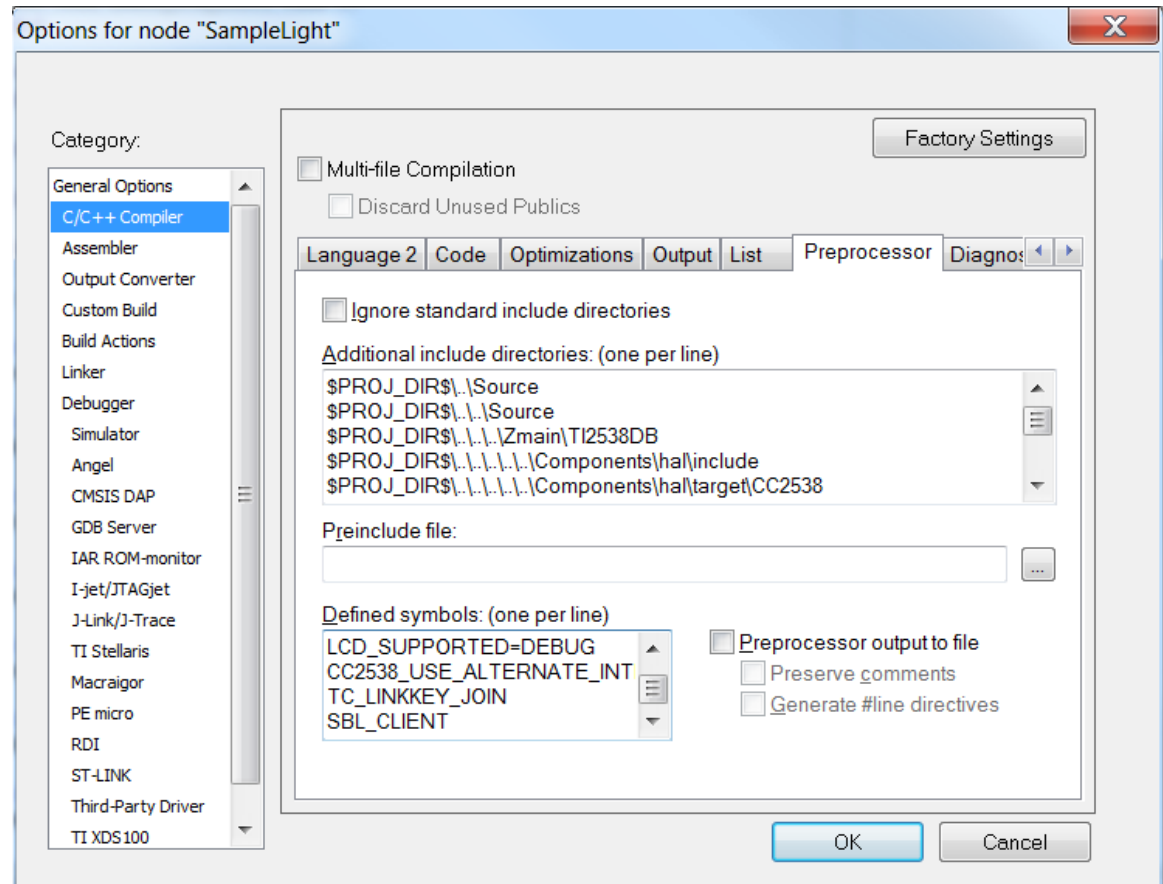 Options for node "SampleLight"
Category:
General Options
C/C++ Compiler
Assembler
Output Converter
Custom Build
Build Actions
Linker
Debugger
Simulator
Angel
CMSIS DAP
GDB Server
IAR ROM-monitor
I-jet/JTAGjet
J-Link/J-Trace
TI Stellaris
Macraigor
PE micro
RDI
ST-LINK
Third-Party Driver
TI XDS100
Factory Settings
Multi-file Compilation
Discard Unused Publics
Language 2 Code Optimizations Output List Preprocessor Diagnos
Ignore standard include directories
Additional include directories: (one per line)
$PROJ_DIR$\..\Source
$PROJ_DIR$\..\..\Source
$PROJ_DIR$\..\..\..\Zmain\TI2538DB
$PROJ_DIR$\..\..\..\..\..\..\Components\hal\include
$PROJ_DIR$\..\..\..\..\..\..\Components\hal\target\CC2538
Preinclude file:
...
Defined symbols: (one per line)
LCD_SUPPORTED=DEBUG
CC2538_USE_ALTERNATE_INT
TC_LINKKEY_JOIN
SBL_CLIENT
Preprocessor output to file
Preserve comments
Generate #line directives
OK Cancel